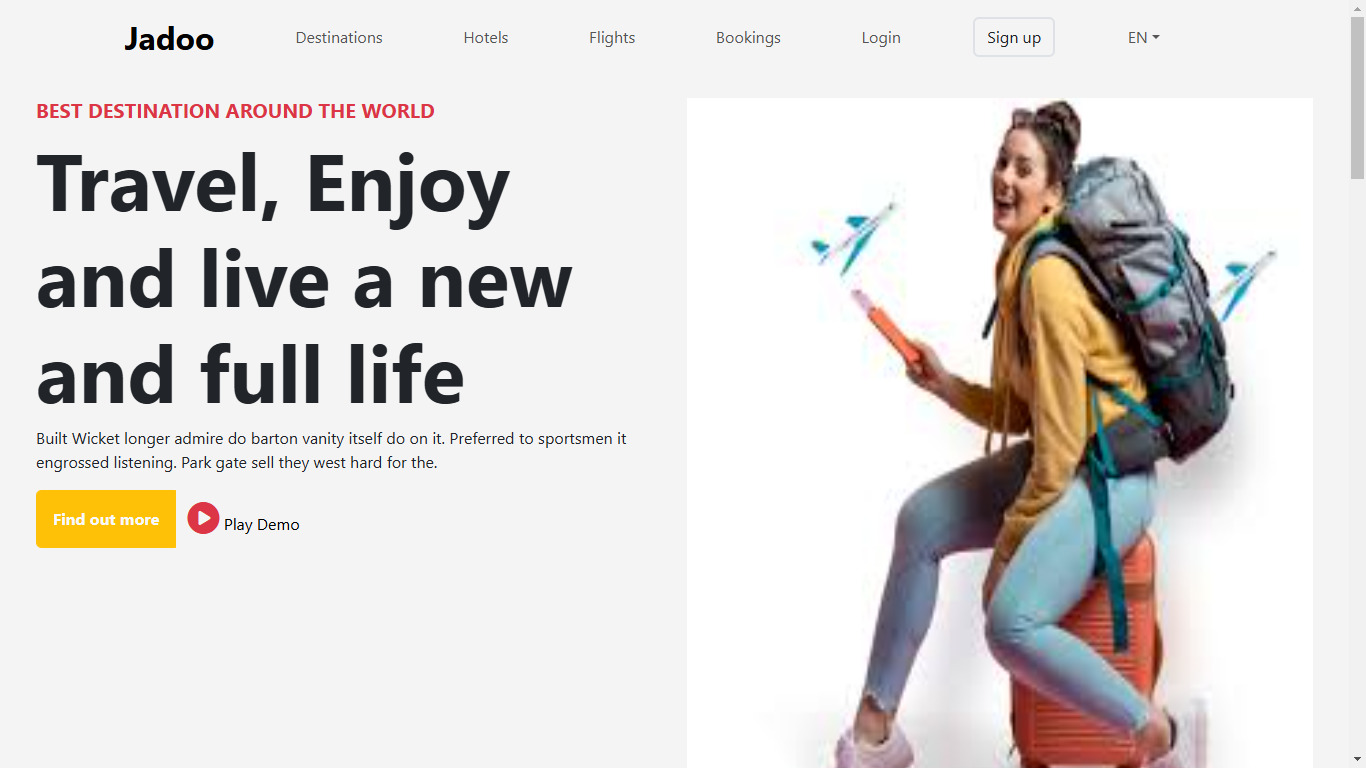 Jadoo
Destinations
Hotels
Flights
Bookings
Login
Sign up
EN
BEST DESTINATION AROUND THE WORLD
Travel, Enjoy
and live a new
and full life
Built Wicket longer admire do barton vanity itself do on it. Preferred to sportsmen it
engrossed listening. Park gate sell they west hard for the.
Find out more
Play Demo